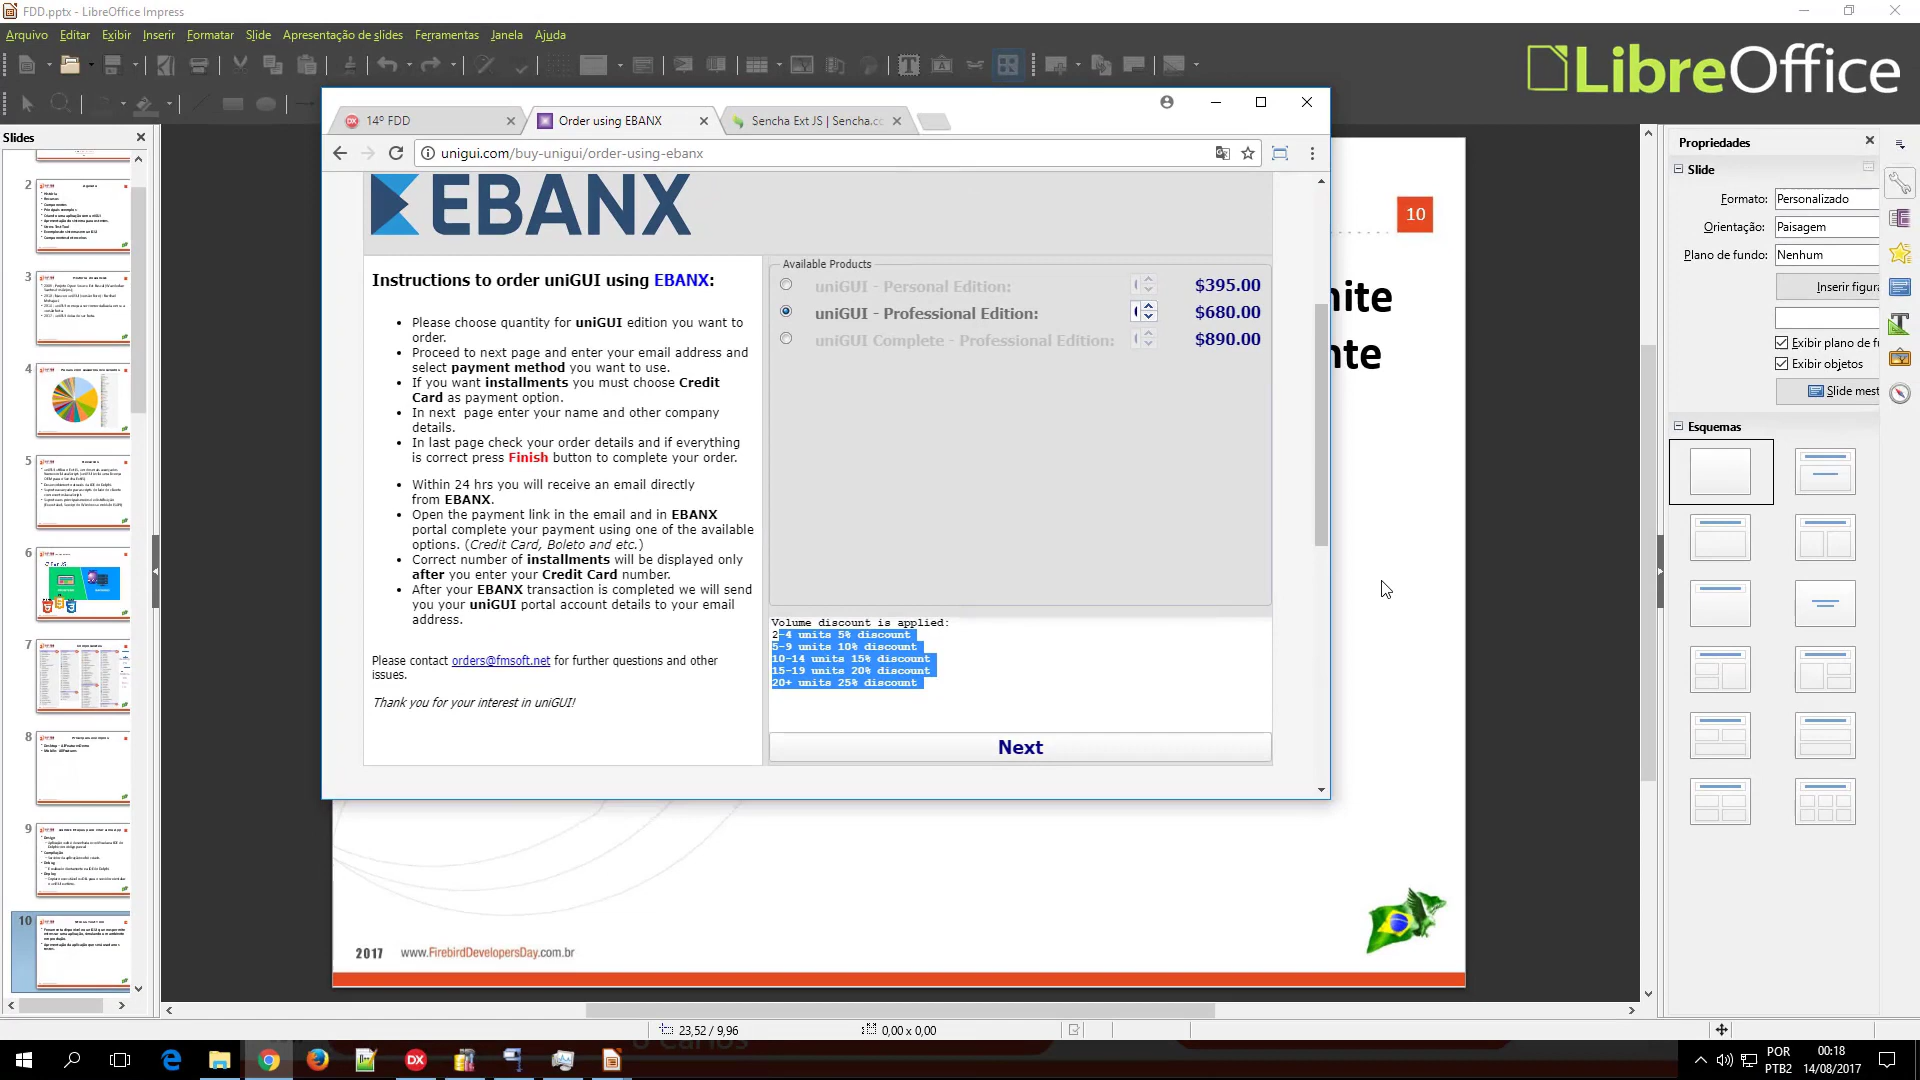 FDD.pptx - LibreOffice Impress
Arquivo Editar Exibir Inserir Formatar Slide Apresentação de slides Ferramentas Janela Ajuda
LibreOffice
Slides
14º FDD
Order using EBANX
Sencha Ext JS | Sencha.co
unigui.com/buy-unigui/order-using-ebanx
EBANX
Instructions to order uniGUI using EBANX:
Please choose quantity for uniGUI edition you want to
order.
Proceed to next page and enter your email address and
select payment method you want to use.
If you want installments you must choose Credit
Card as payment option.
In next page enter your name and other company
details.
In last page check your order details and if everything
is correct press Finish button to complete your order.
Within 24 hrs you will receive an email directly
from EBANX.
Open the payment link in the email and in EBANX
portal complete your payment using one of the available
options. (Credit Card, Boleto and etc.)
Correct number of installments will be displayed only
after you enter your Credit Card number.
After your EBANX transaction is completed we will send
you your uniGUI portal account details to your email
address.
Please contact orders@fmsoft.net for further questions and other
issues.
Thank you for your interest in uniGUI!
Available Products
uniGUI - Personal Edition: $395.00
uniGUI - Professional Edition: $680.00
uniGUI Complete - Professional Edition: $890.00
Volume discount is applied:
2-4 units 5% discount
5-9 units 10% discount
10-14 units 15% discount
15-19 units 20% discount
20+ units 25% discount
Next
10
nite
nte
2017 www.FirebirdDevelopersDay.com.br
Propriedades
Slide
Formato: Personalizado
Orientação: Paisagem
Plano de fundo: Nenhum
Inserir figura
Exibir plano de fu
Exibir objetos
Slide mest
Esquemas
2
3
4
5
6
7
8
9
10
23,52 / 9,96
0,00 x 0,00
POR
PTB2
00:18
14/08/2017